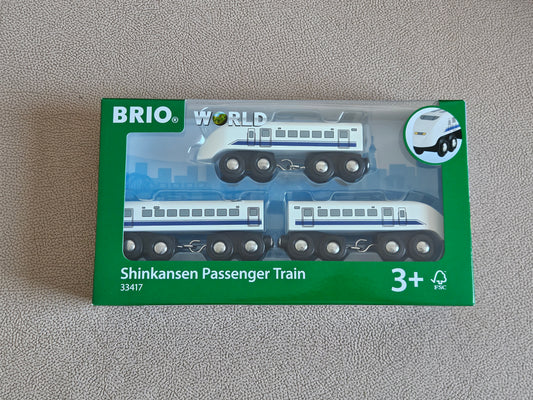 BRIO WORLD
Shinkansen Passenger Train
33417
3+
FSC